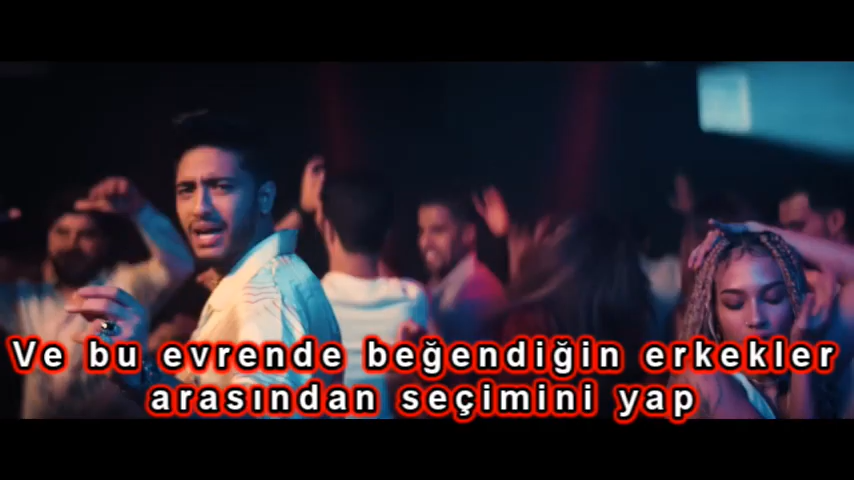 Ve bu evrende beğendiğin erkekler
arasından seçimini yap